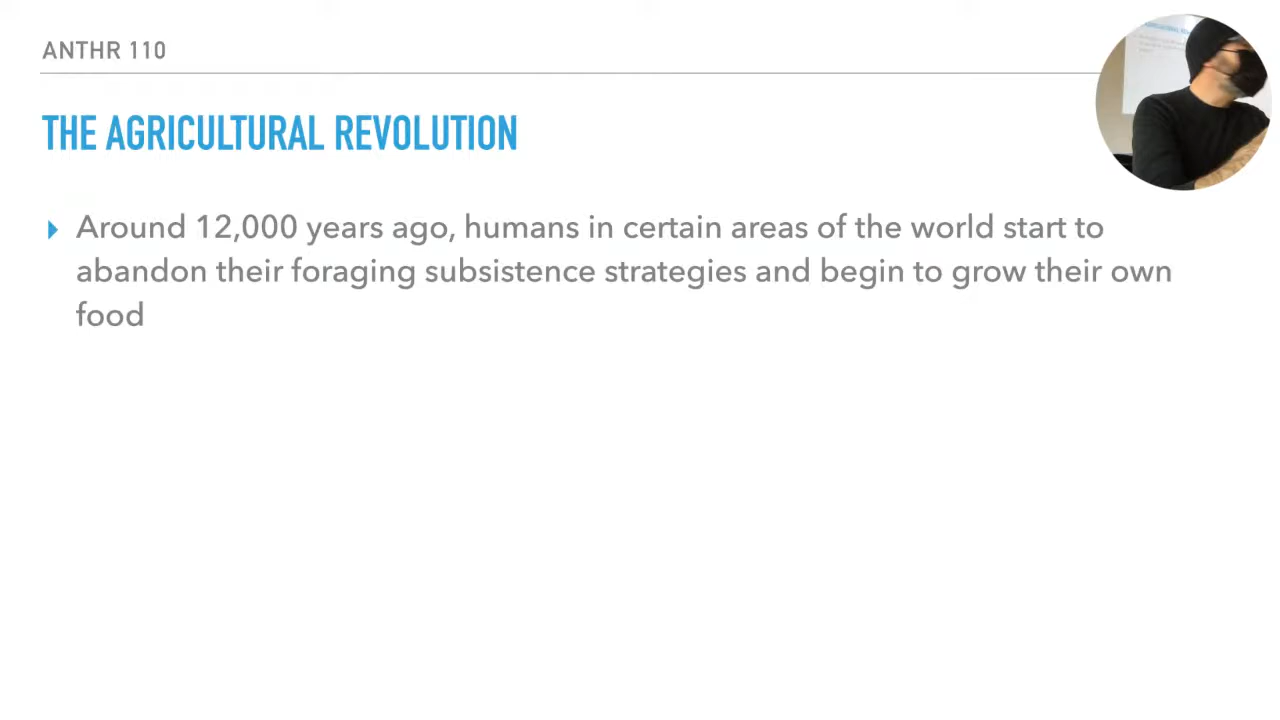 ANTHR 110
THE AGRICULTURAL REVOLUTION
Around 12,000 years ago, humans in certain areas of the world start to
abandon their foraging subsistence strategies and begin to grow their own
food